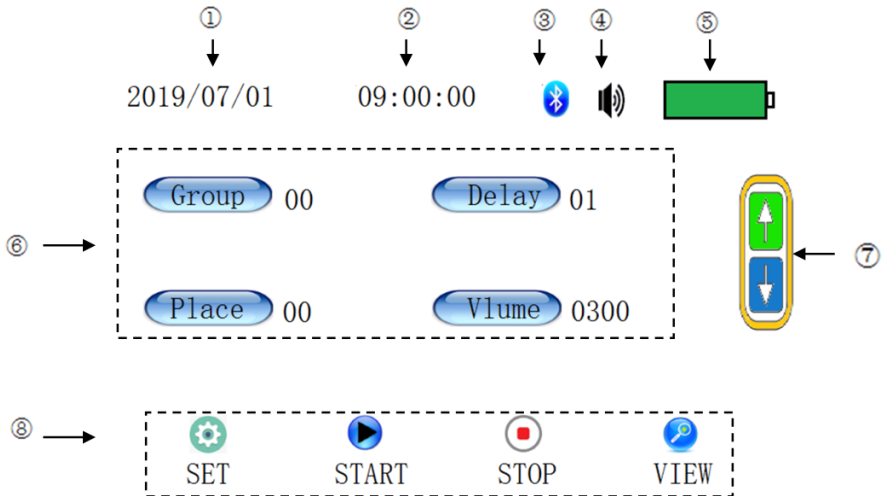 ① ② ③ ④ ⑤
2019/07/01 09:00:00
Group 00 Delay 01
⑥ ⑦
Place 00 Vlume 0300
⑧
SET START STOP VIEW